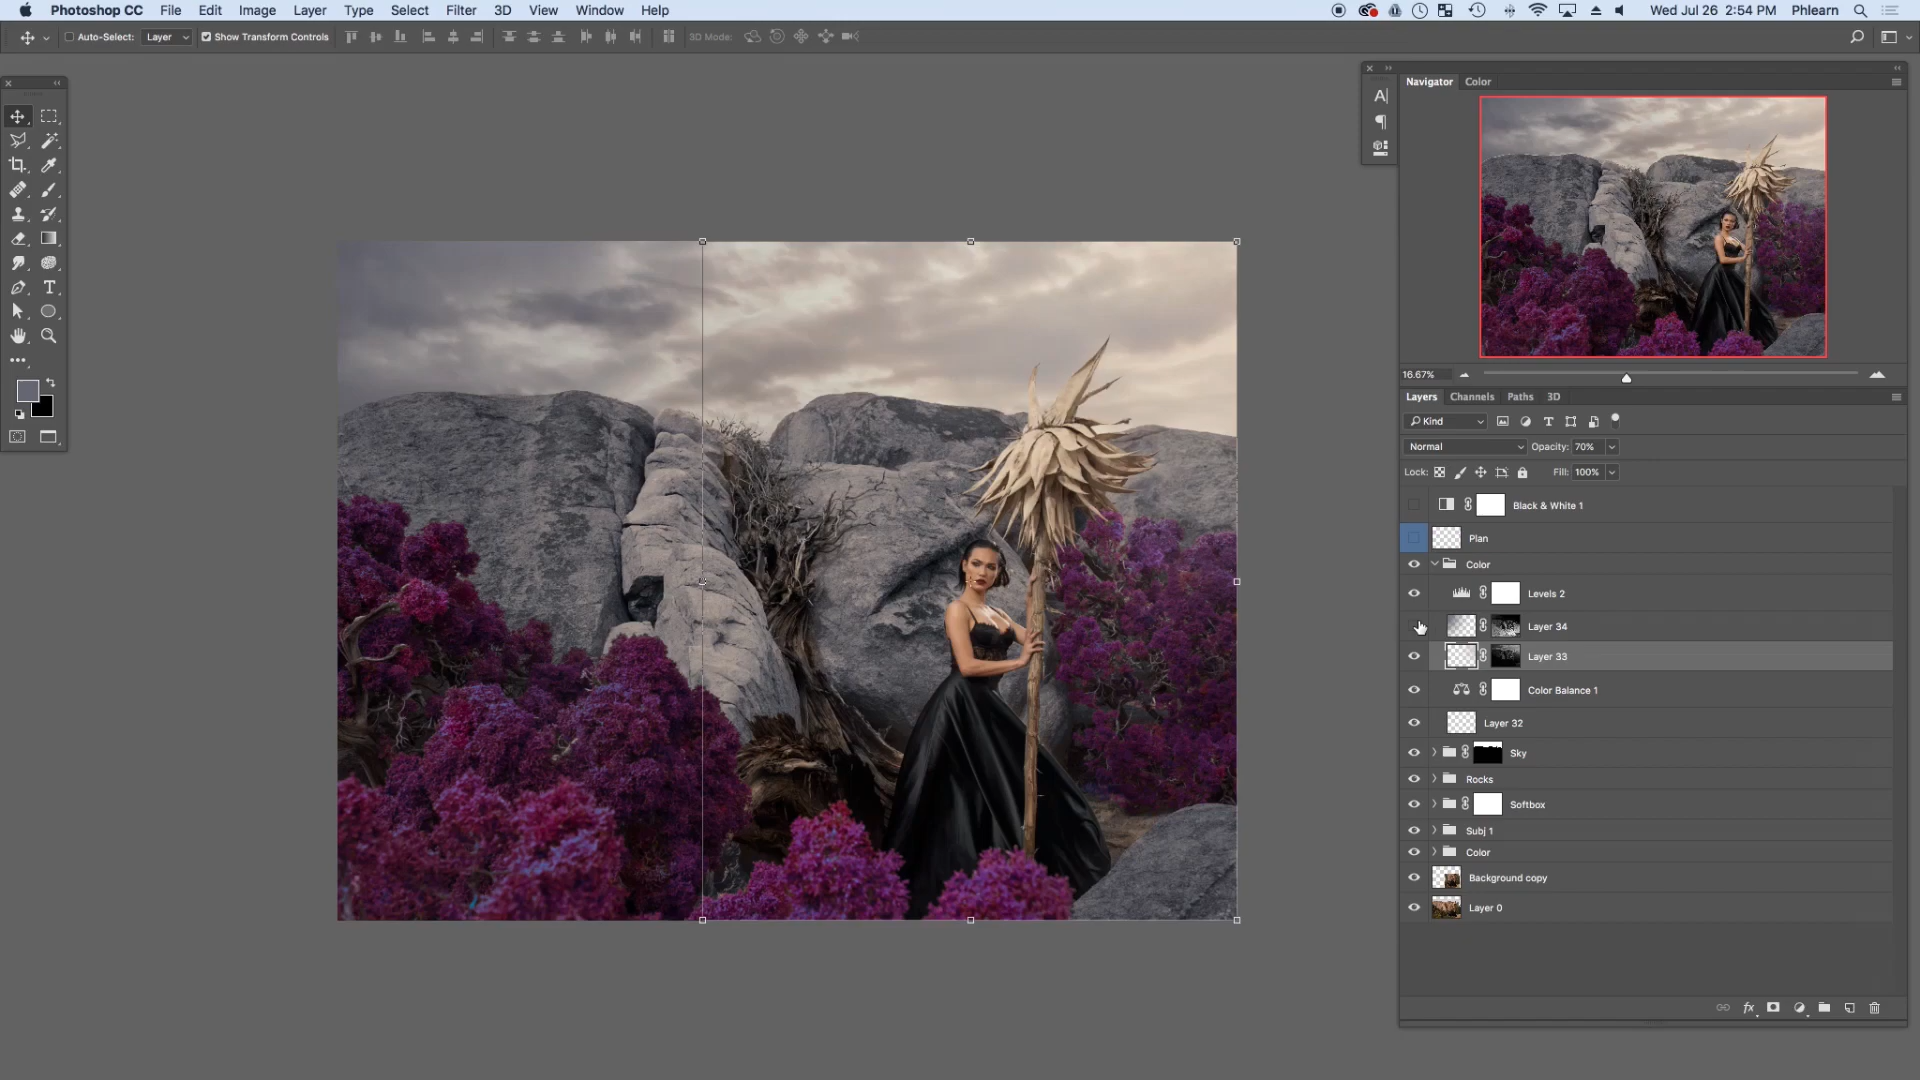 Photoshop CC File Edit Image Layer Type Select Filter 3D View Window Help Wed Jul 26 2:54 PM Phlearn
Auto-Select: Layer Show Transform Controls 3D Mode:
Navigator Color
16.67%
Layers Channels Paths 3D
Kind
Normal Opacity: 70%
Lock: Fill: 100%
Black & White 1
Plan
Color
Levels 2
Layer 34
Layer 33
Color Balance 1
Layer 32
Sky
Rocks
Softbox
Subj 1
Color
Background copy
Layer 0